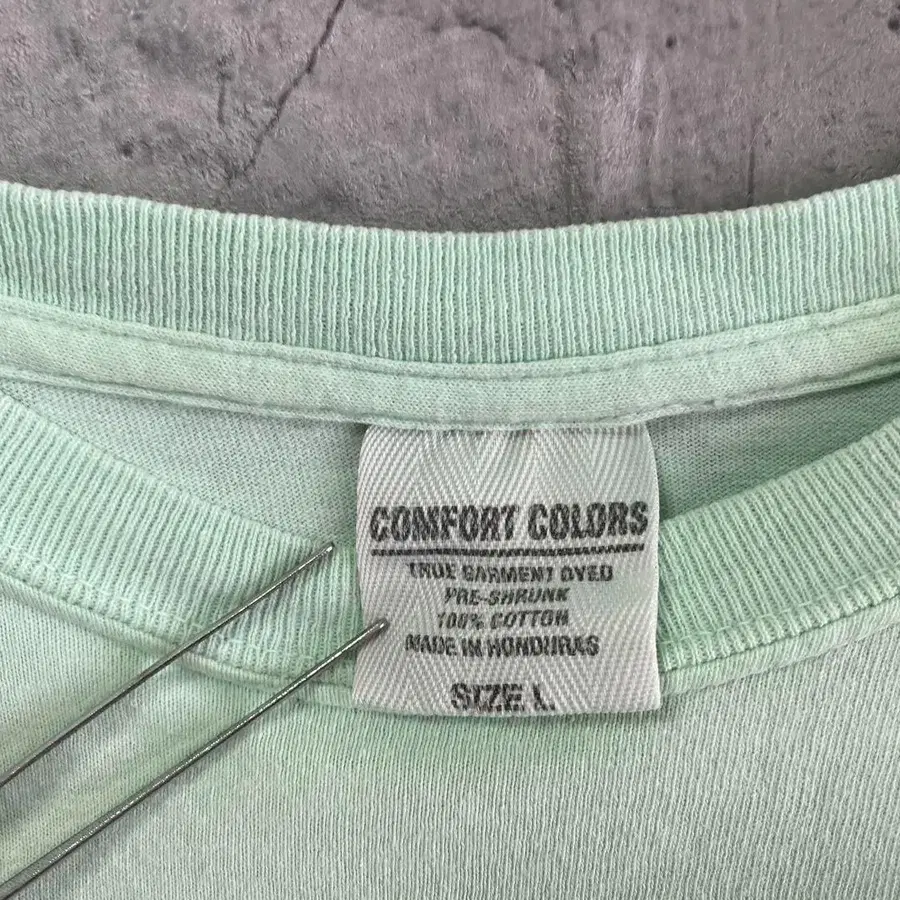 COMFORT COLORS
TRUE GARMENT DYED
PRE-SHRUNK
100% COTTON
MADE IN HONDURAS
SIZE L